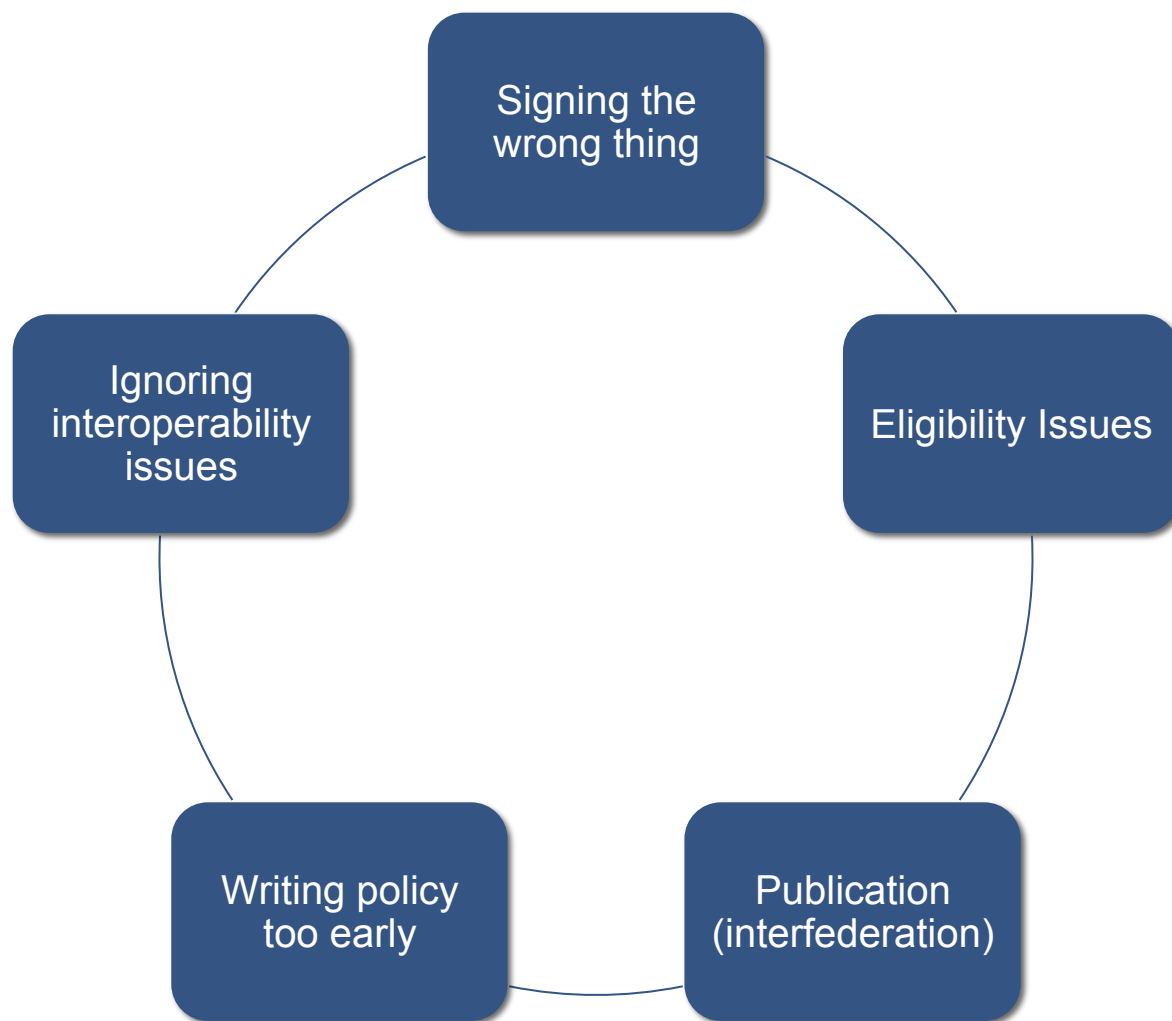 Signing the
wrong thing
Eligibility Issues
Publication
(interfederation)
Writing policy
too early
Ignoring
interoperability
issues